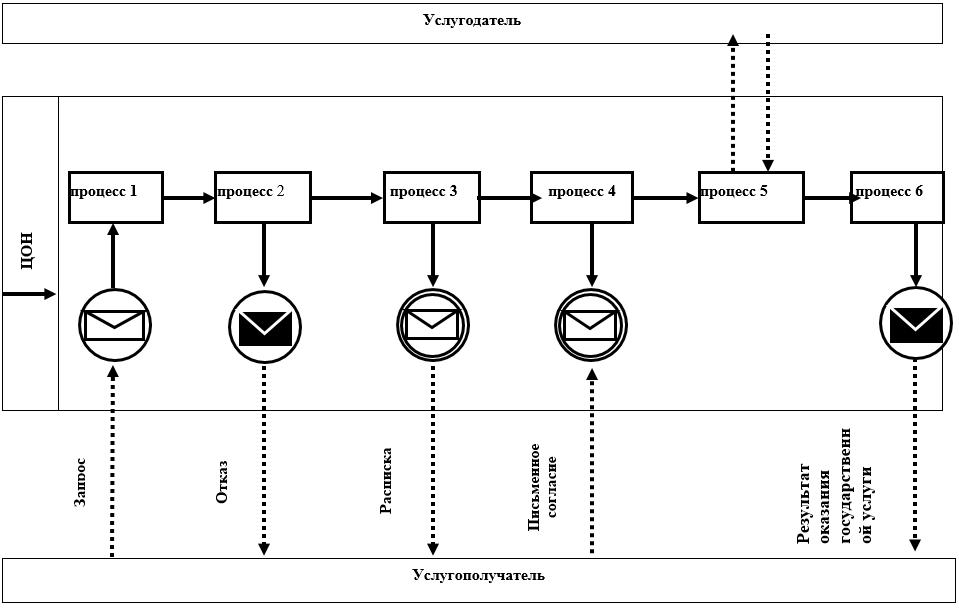 Услугодатель
ЦОН
процесс 1
процесс 2
процесс 3
процесс 4
процесс 5
процесс 6
Запрос
Отказ
Расписка
Письменное
согласие
Результат
оказания
государственн
ой услуги
Услугополучатель